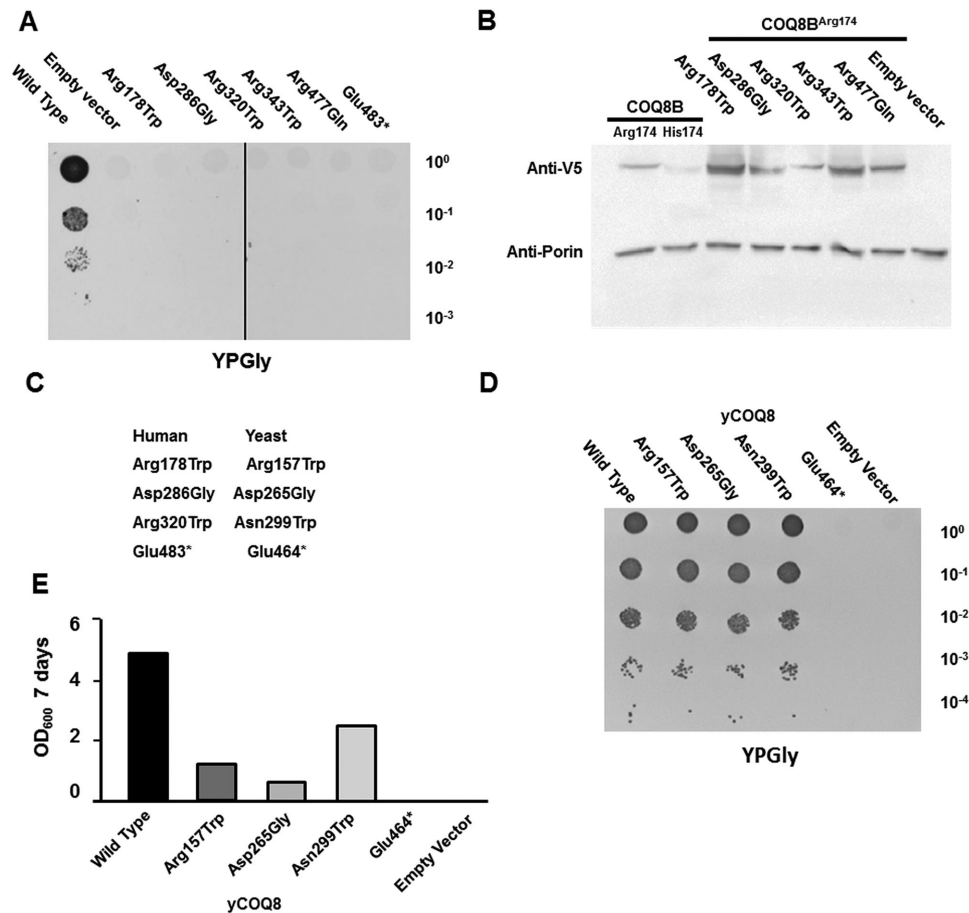 A
Wild Type
Empty vector
Arg178Trp
Asp286Gly
Arg320Trp
Arg343Trp
Arg477Gln
Glu483*
10⁰
10⁻¹
10⁻²
10⁻³
YPGly
B
COQ8BArg174
COQ8B
Arg174 His174
Arg178Trp
Asp286Gly
Arg320Trp
Arg343Trp
Arg477Gln
Empty vector
Anti-V5
Anti-Porin
C
Human Yeast
Arg178Trp Arg157Trp
Asp286Gly Asp265Gly
Arg320Trp Asn299Trp
Glu483* Glu464*
D
yCOQ8
Wild Type
Arg157Trp
Asp265Gly
Asn299Trp
Glu464*
Empty Vector
10⁰
10⁻¹
10⁻²
10⁻³
10⁻⁴
YPGly
E
OD₆₀₀ 7 days
6
4
2
0
Wild Type
Arg157Trp
Asp265Gly
Asn299Trp
Glu464*
Empty Vector
yCOQ8